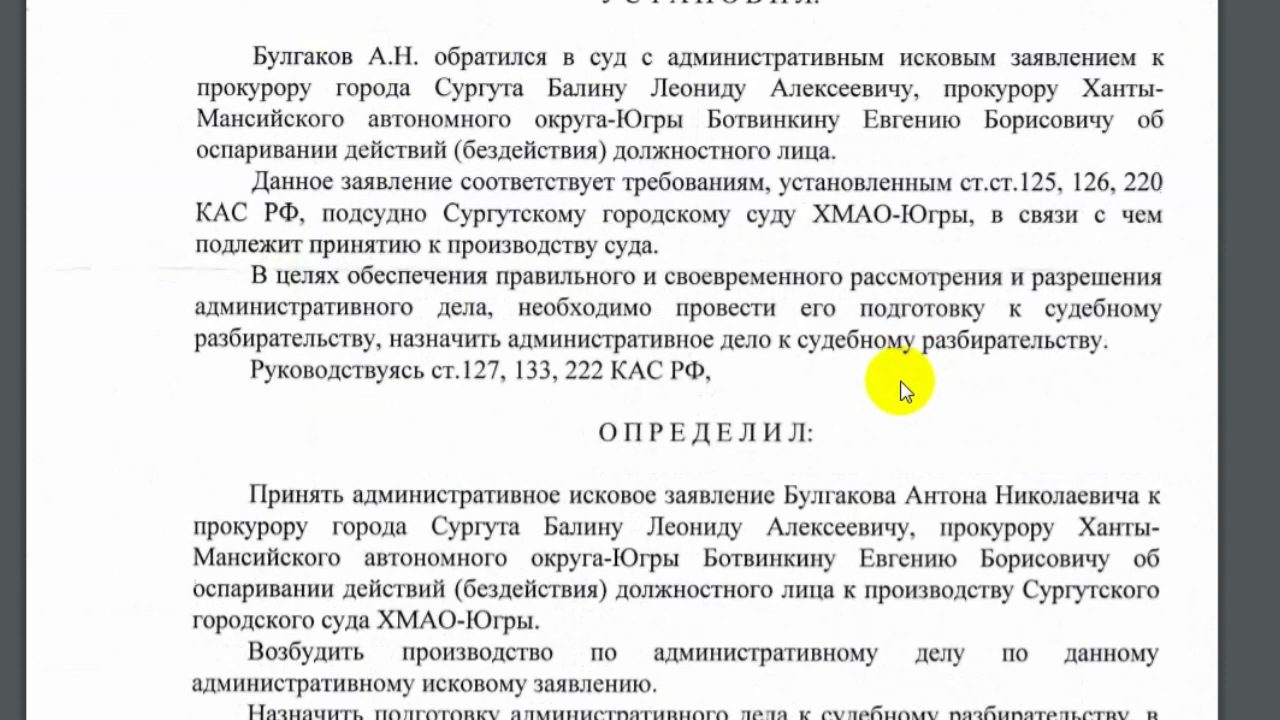 У С Т А Н О В И Л:
Булгаков А.Н. обратился в суд с административным исковым заявлением к
прокурору города Сургута Балину Леониду Алексеевичу, прокурору Ханты-
Мансийского автономного округа-Югры Ботвинкину Евгению Борисовичу об
оспаривании действий (бездействия) должностного лица.
Данное заявление соответствует требованиям, установленным ст.ст.125, 126, 220
КАС РФ, подсудно Сургутскому городскому суду ХМАО-Югры, в связи с чем
подлежит принятию к производству суда.
В целях обеспечения правильного и своевременного рассмотрения и разрешения
административного дела, необходимо провести его подготовку к судебному
разбирательству, назначить административное дело к судебному разбирательству.
Руководствуясь ст.127, 133, 222 КАС РФ,
О П Р Е Д Е Л И Л:
Принять административное исковое заявление Булгакова Антона Николаевича к
прокурору города Сургута Балину Леониду Алексеевичу, прокурору Ханты-
Мансийского автономного округа-Югры Ботвинкину Евгению Борисовичу об
оспаривании действий (бездействия) должностного лица к производству Сургутского
городского суда ХМАО-Югры.
Возбудить производство по административному делу по данному
административному исковому заявлению.
Назначить подготовку административного дела к судебному разбирательству, в